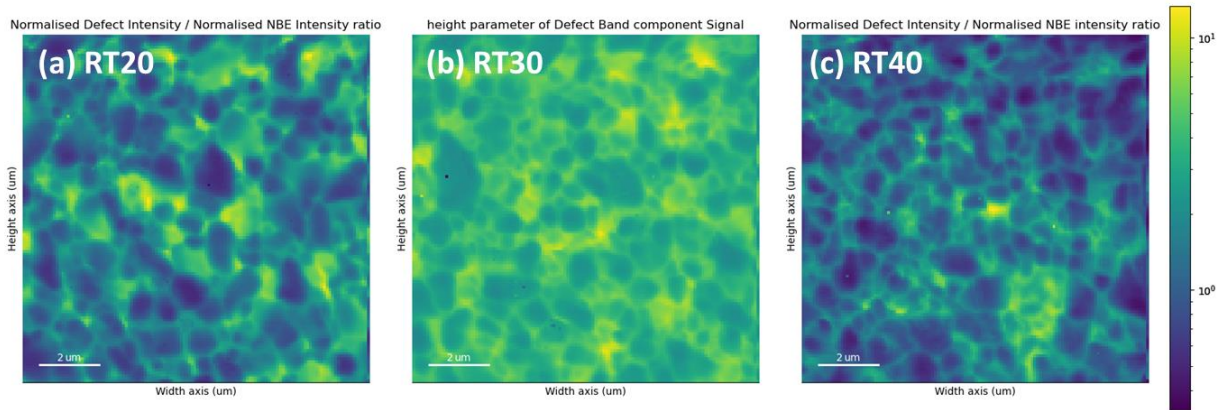 Normalised Defect Intensity / Normalised NBE Intensity ratio
height parameter of Defect Band component Signal
Normalised Defect Intensity / Normalised NBE intensity ratio
(a) RT20
(b) RT30
(c) RT40
Height axis (um)
Height axis (um)
Height axis (um)
2 um
2 um
2 um
Width axis (um)
Width axis (um)
Width axis (um)
10¹
10⁰